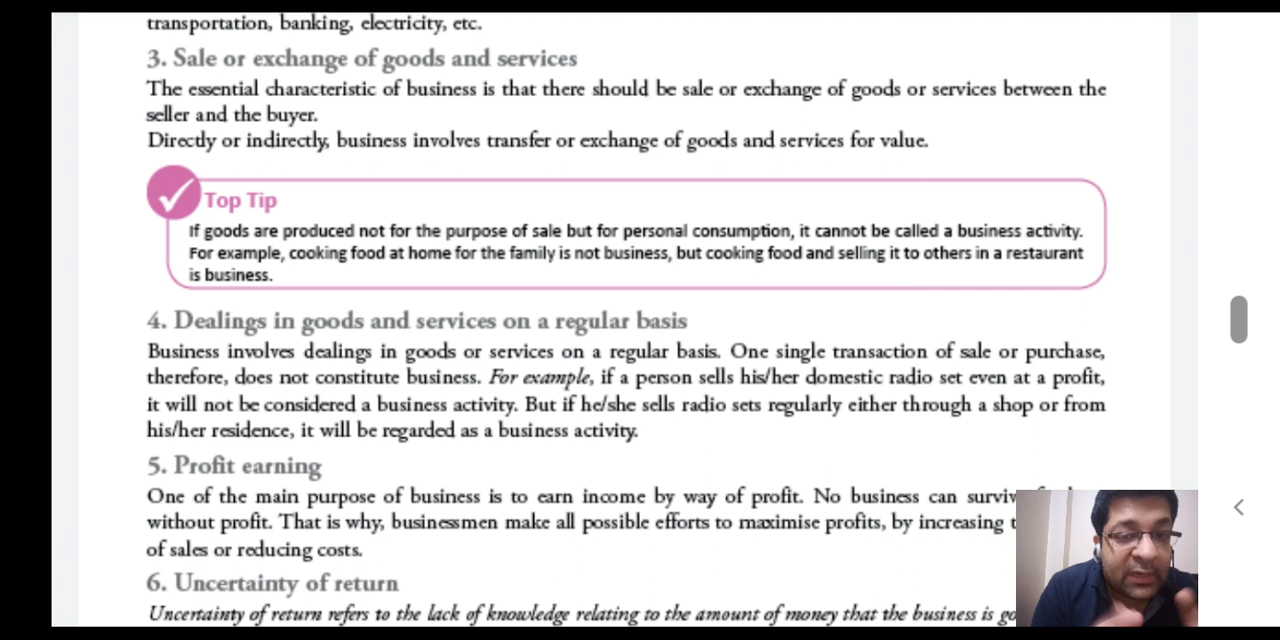 transportation, banking, electricity, etc.
3. Sale or exchange of goods and services
The essential characteristic of business is that there should be sale or exchange of goods or services between the
seller and the buyer.
Directly or indirectly, business involves transfer or exchange of goods and services for value.
Top Tip
If goods are produced not for the purpose of sale but for personal consumption, it cannot be called a business activity.
For example, cooking food at home for the family is not business, but cooking food and selling it to others in a restaurant
is business.
4. Dealings in goods and services on a regular basis
Business involves dealings in goods or services on a regular basis. One single transaction of sale or purchase,
therefore, does not constitute business. For example, if a person sells his/her domestic radio set even at a profit,
it will not be considered a business activity. But if he/she sells radio sets regularly either through a shop or from
his/her residence, it will be regarded as a business activity.
5. Profit earning
One of the main purpose of business is to earn income by way of profit. No business can
without profit. That is why, businessmen make all possible efforts to maximise profits, by increasing
of sales or reducing costs.
6. Uncertainty of return
Uncertainty of return refers to the lack of knowledge relating to the amount of money that the business is